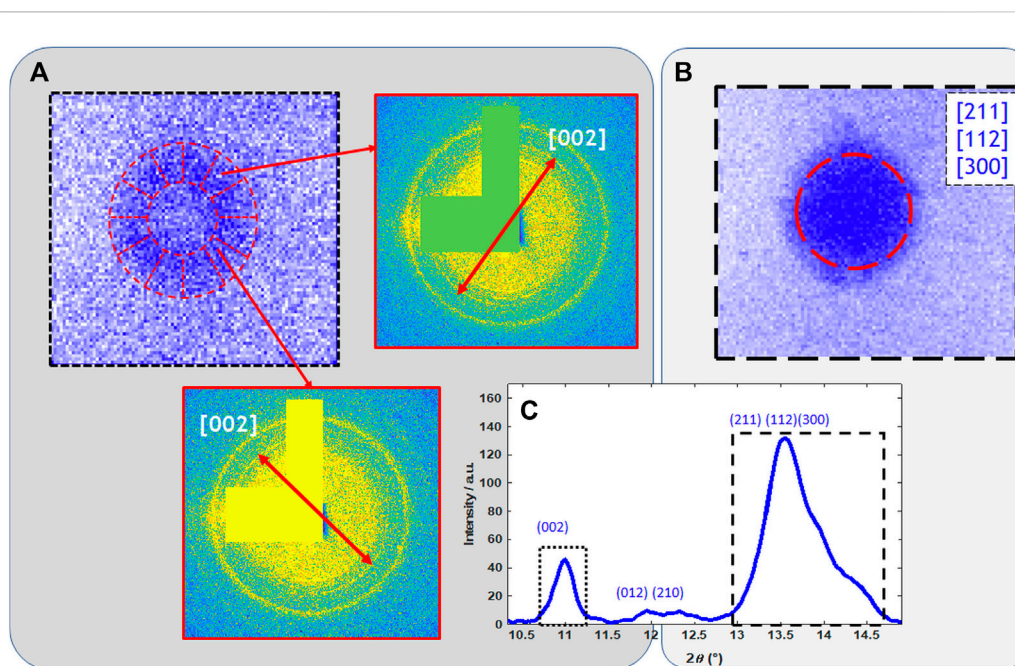 A
[002]
[002]
B
[211]
[112]
[300]
C
160
140
120
100
80
60
40
20
0
Intensity / a.u.
(002)
(012) (210)
(211) (112)(300)
10.5 11 11.5 12 12.5 13 13.5 14 14.5
2θ (°)